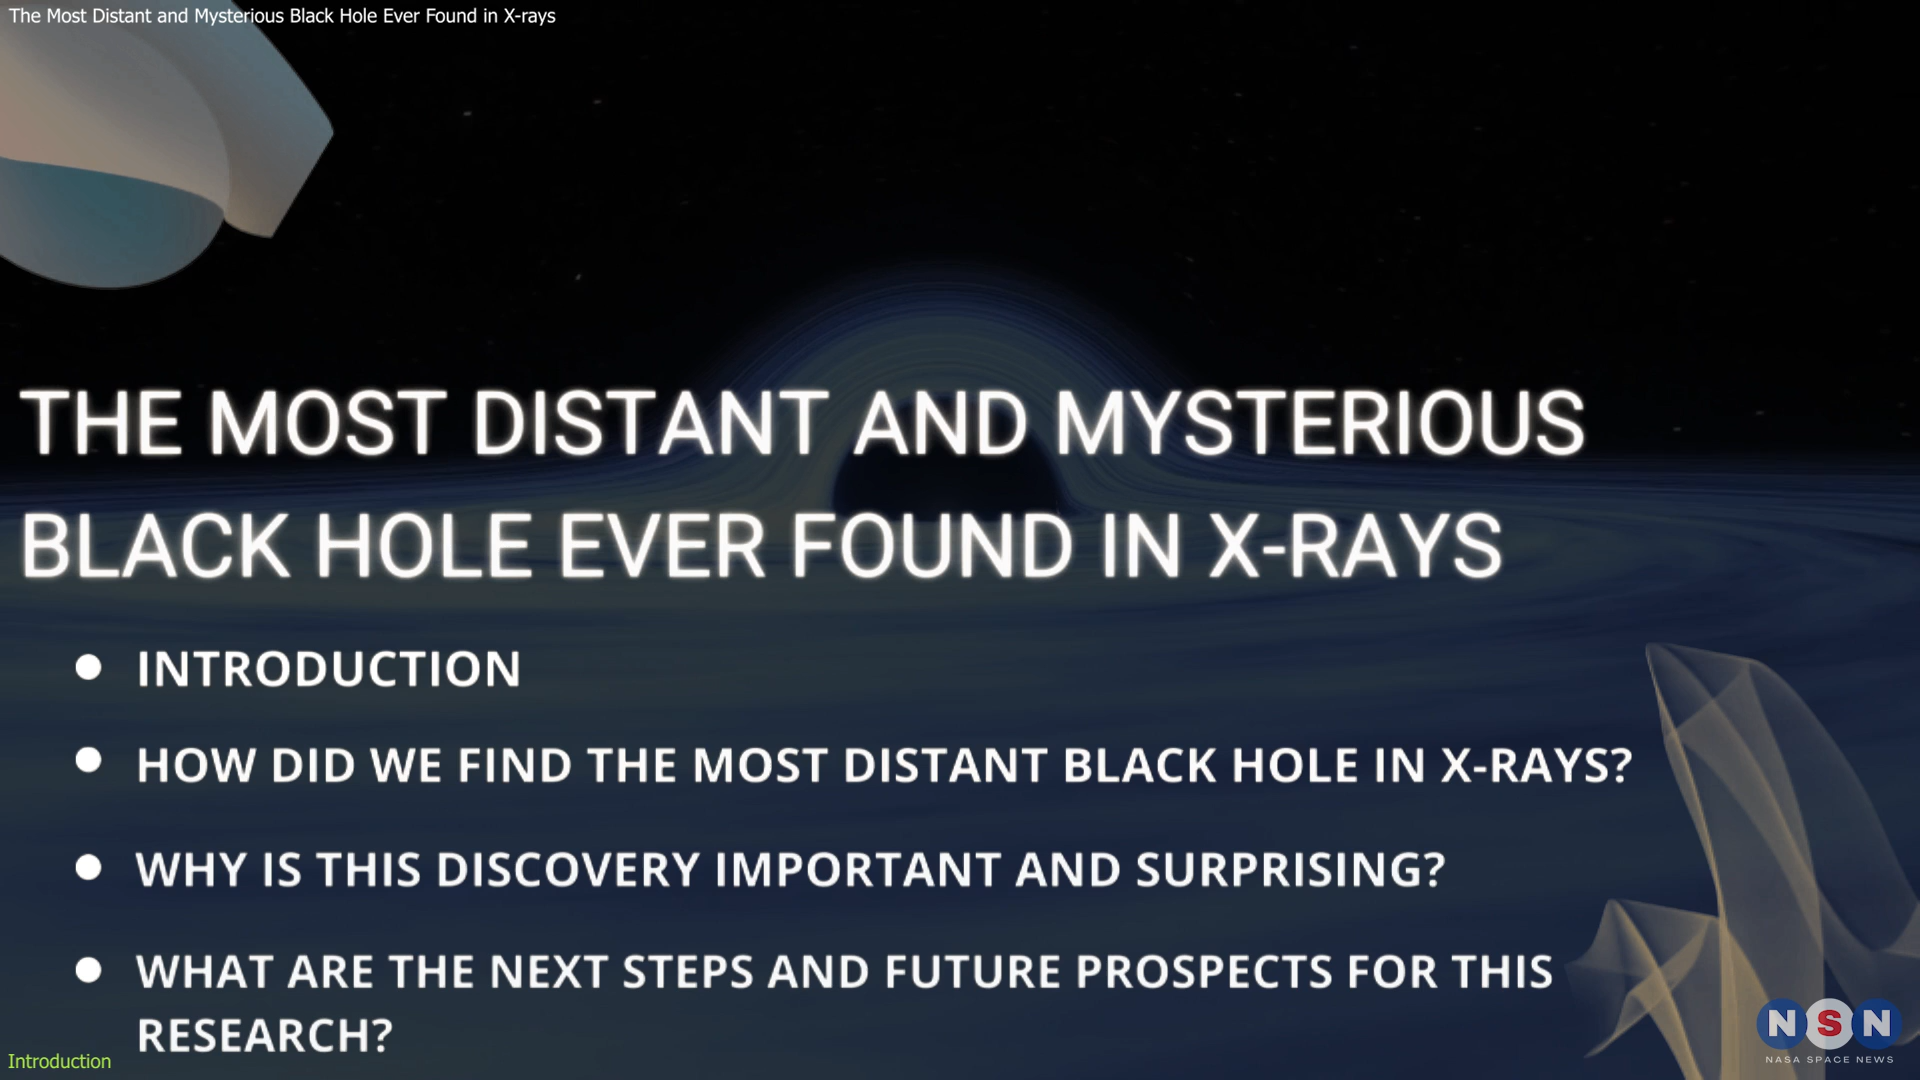 The Most Distant and Mysterious Black Hole Ever Found in X-rays
THE MOST DISTANT AND MYSTERIOUS
BLACK HOLE EVER FOUND IN X-RAYS
INTRODUCTION
HOW DID WE FIND THE MOST DISTANT BLACK HOLE IN X-RAYS?
WHY IS THIS DISCOVERY IMPORTANT AND SURPRISING?
WHAT ARE THE NEXT STEPS AND FUTURE PROSPECTS FOR THIS
RESEARCH?
Introduction
NSN
NASA SPACE NEWS